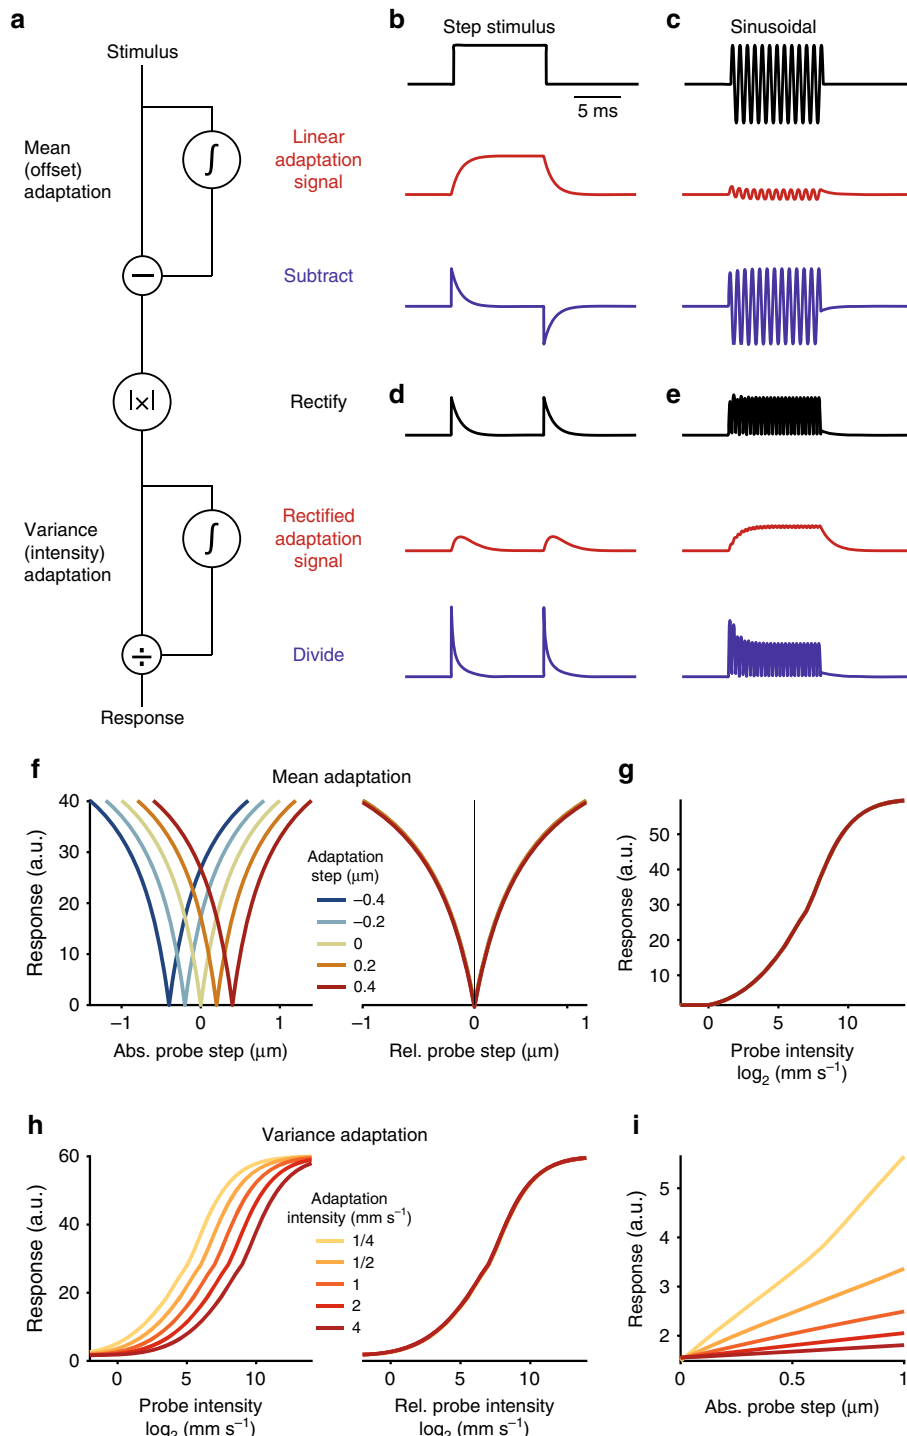 a
Stimulus
Mean
(offset)
adaptation
∫
−
|×|
Variance
(intensity)
adaptation
∫
÷
Response
b
Step stimulus
5 ms
c
Sinusoidal
Linear
adaptation
signal
Subtract
Rectify
d
e
Rectified
adaptation
signal
Divide
f
Mean adaptation
Response (a.u.)
40
30
20
10
0
−1
0
1
Abs. probe step (μm)
Adaptation
step (μm)
−0.4
−0.2
0
0.2
0.4
−1
0
1
Rel. probe step (μm)
g
Response (a.u.)
50
40
30
20
10
0
5
10
Probe intensity
log₂ (mm s⁻¹)
h
Variance adaptation
Response (a.u.)
60
40
20
0
0
5
10
Probe intensity
log₂ (mm s⁻¹)
Adaptation
intensity (mm s⁻¹)
1/4
1/2
1
2
4
0
5
10
Rel. probe intensity
log₂ (mm s⁻¹)
i
Response (a.u.)
5
4
3
2
0
0.5
1
Abs. probe step (μm)